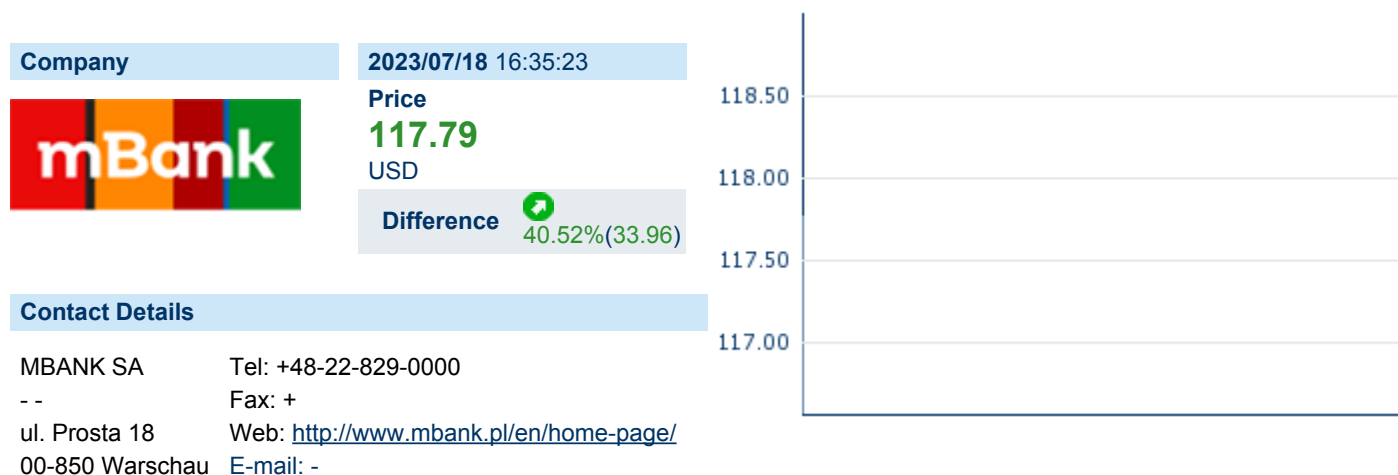 Company
mBank
2023/07/18 16:35:23
Price
117.79
USD
Difference
40.52%(33.96)
Contact Details
MBANK SA
- -
ul. Prosta 18
00-850 Warschau
Tel: +48-22-829-0000
Fax: +
Web: http://www.mbank.pl/en/home-page/
E-mail: -
118.50
118.00
117.50
117.00